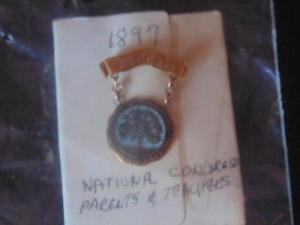 1897
NATIONAL CONGRESS
PARENTS & TEACHERS